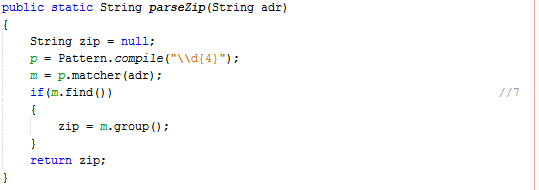 public static String parseZip(String adr)
{
    String zip = null;
    p = Pattern.compile("\\d{4}");
    m = p.matcher(adr);
    if(m.find()) //7
    {
        zip = m.group();
    }
    return zip;
}